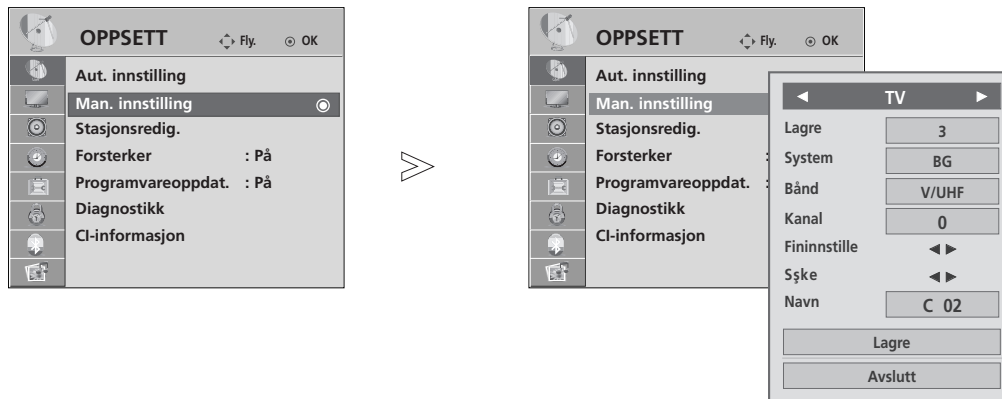 OPPSETT Fly. OK
Aut. innstilling
Man. innstilling
Stasjonsredig.
Forsterker : På
Programvareoppdat. : På
Diagnostikk
CI-informasjon
OPPSETT Fly. OK
Aut. innstilling
Man. innstilling
Stasjonsredig.
Forsterker :
Programvareoppdat. :
Diagnostikk
CI-informasjon
◄ TV ►
Lagre 3
System BG
Bånd V/UHF
Kanal 0
Fininnstille ◄ ►
Sşke ◄ ►
Navn C 02
Lagre
Avslutt